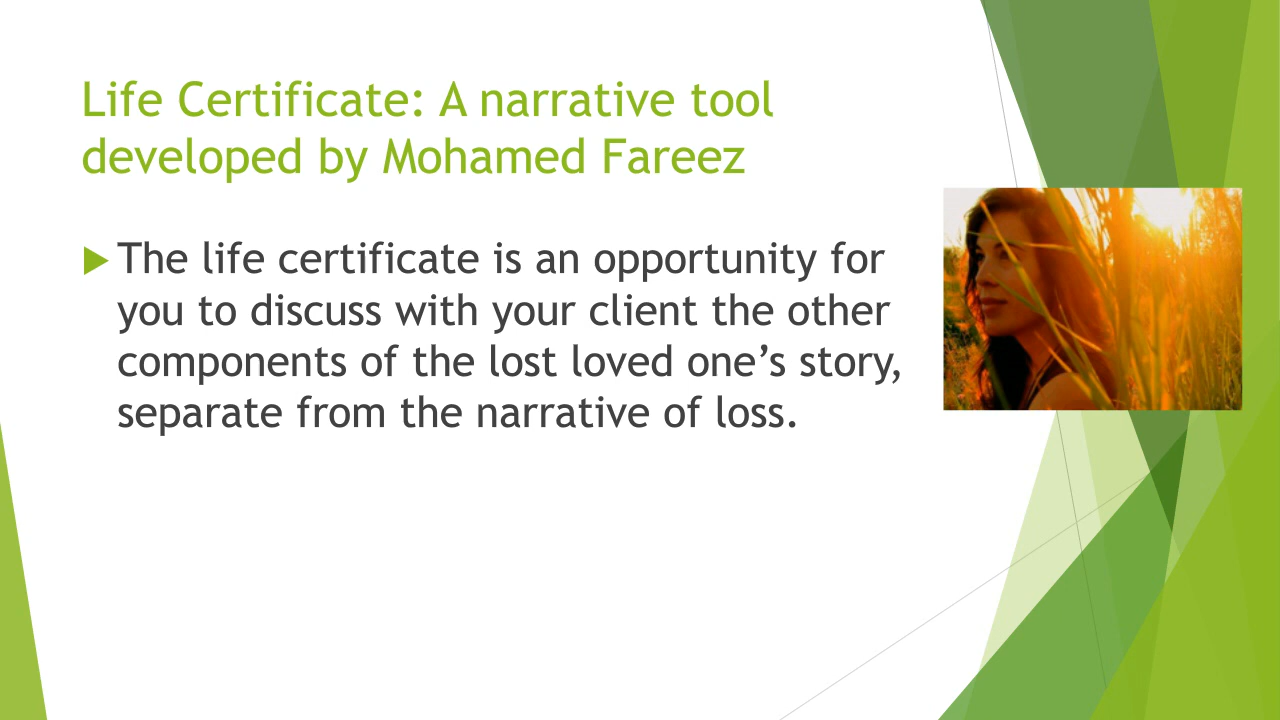 Life Certificate: A narrative tool
developed by Mohamed Fareez
The life certificate is an opportunity for
you to discuss with your client the other
components of the lost loved one’s story,
separate from the narrative of loss.